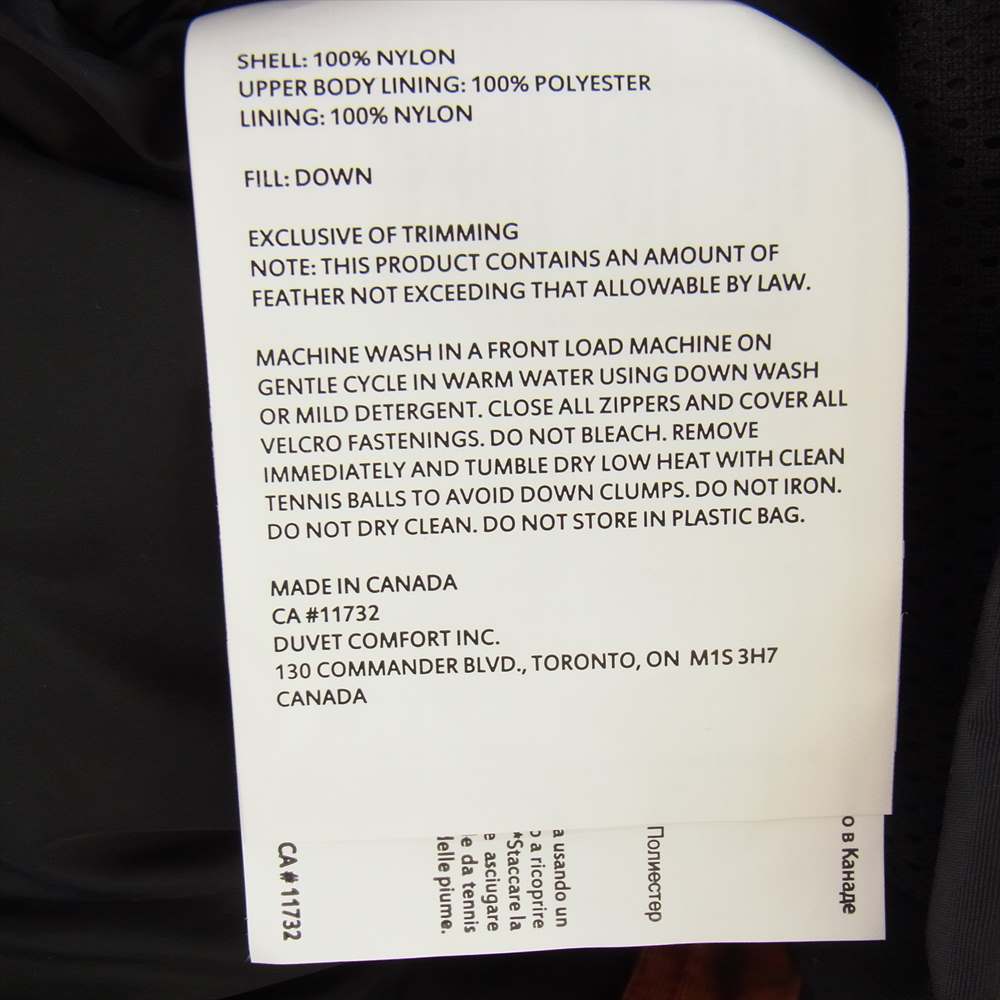 SHELL: 100% NYLON
UPPER BODY LINING: 100% POLYESTER
LINING: 100% NYLON
FILL: DOWN
EXCLUSIVE OF TRIMMING
NOTE: THIS PRODUCT CONTAINS AN AMOUNT OF
FEATHER NOT EXCEEDING THAT ALLOWABLE BY LAW.
MACHINE WASH IN A FRONT LOAD MACHINE ON
GENTLE CYCLE IN WARM WATER USING DOWN WASH
OR MILD DETERGENT. CLOSE ALL ZIPPERS AND COVER ALL
VELCRO FASTENINGS. DO NOT BLEACH. REMOVE
IMMEDIATELY AND TUMBLE DRY LOW HEAT WITH CLEAN
TENNIS BALLS TO AVOID DOWN CLUMPS. DO NOT IRON.
DO NOT DRY CLEAN. DO NOT STORE IN PLASTIC BAG.
MADE IN CANADA
CA #11732
DUVET COMFORT INC.
130 COMMANDER BLVD., TORONTO, ON M1S 3H7
CANADA
о в Канаде
Полиестер
a usando un
a ricoprire
*Staccare la
e asciugare
e da tennis
delle piume.
CA # 11732